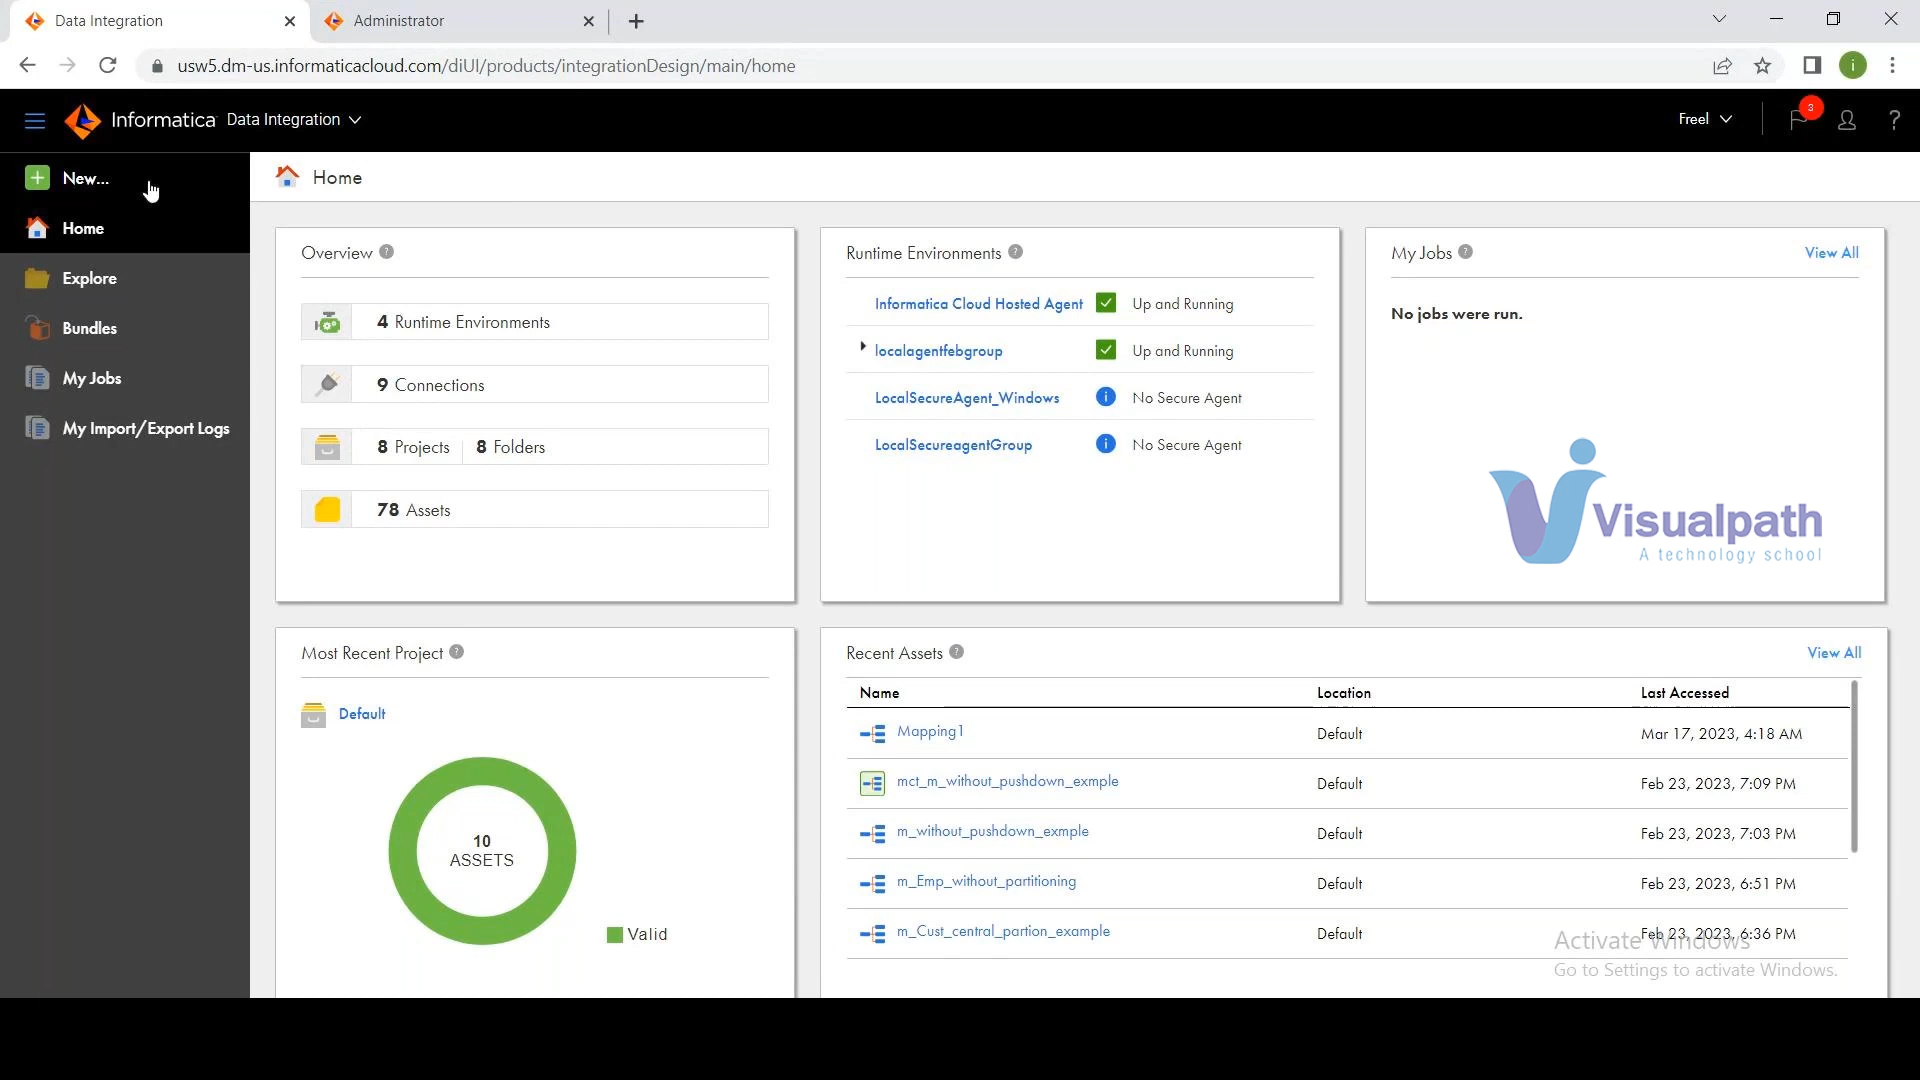 Data Integration
Administrator
usw5.dm-us.informaticacloud.com/diUI/products/integrationDesign/main/home
Informatica Data Integration
Freel
3
?
New...
Home
Explore
Bundles
My Jobs
My Import/Export Logs
Home
Overview ?
4 Runtime Environments
9 Connections
8 Projects 8 Folders
78 Assets
Runtime Environments ?
Informatica Cloud Hosted Agent Up and Running
localagentfebgroup Up and Running
LocalSecureAgent_Windows i No Secure Agent
LocalSecureagentGroup i No Secure Agent
My Jobs ? View All
No jobs were run.
Visualpath
A technology school
Most Recent Project ?
Default
10
ASSETS
Valid
Recent Assets ? View All
Name Location Last Accessed
Mapping1 Default Mar 17, 2023, 4:18 AM
mct_m_without_pushdown_exmple Default Feb 23, 2023, 7:09 PM
m_without_pushdown_exmple Default Feb 23, 2023, 7:03 PM
m_Emp_without_partitioning Default Feb 23, 2023, 6:51 PM
m_Cust_central_partion_example Default Feb 23, 2023, 6:36 PM
Activate Windows
Go to Settings to activate Windows.